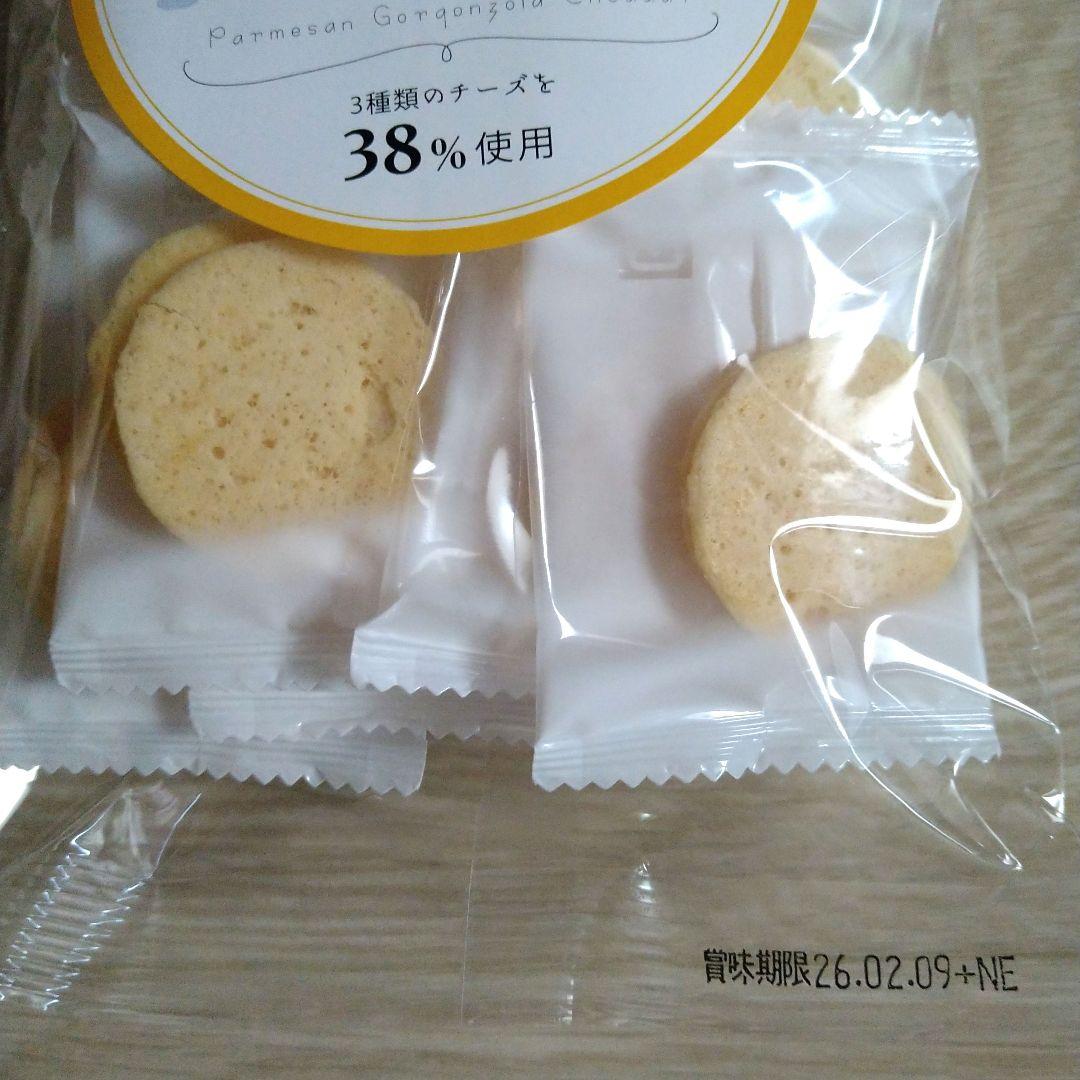 Parmesan Gorgonzola Cheddar
3種類のチーズを
38%使用
賞味期限26.02.09+NE